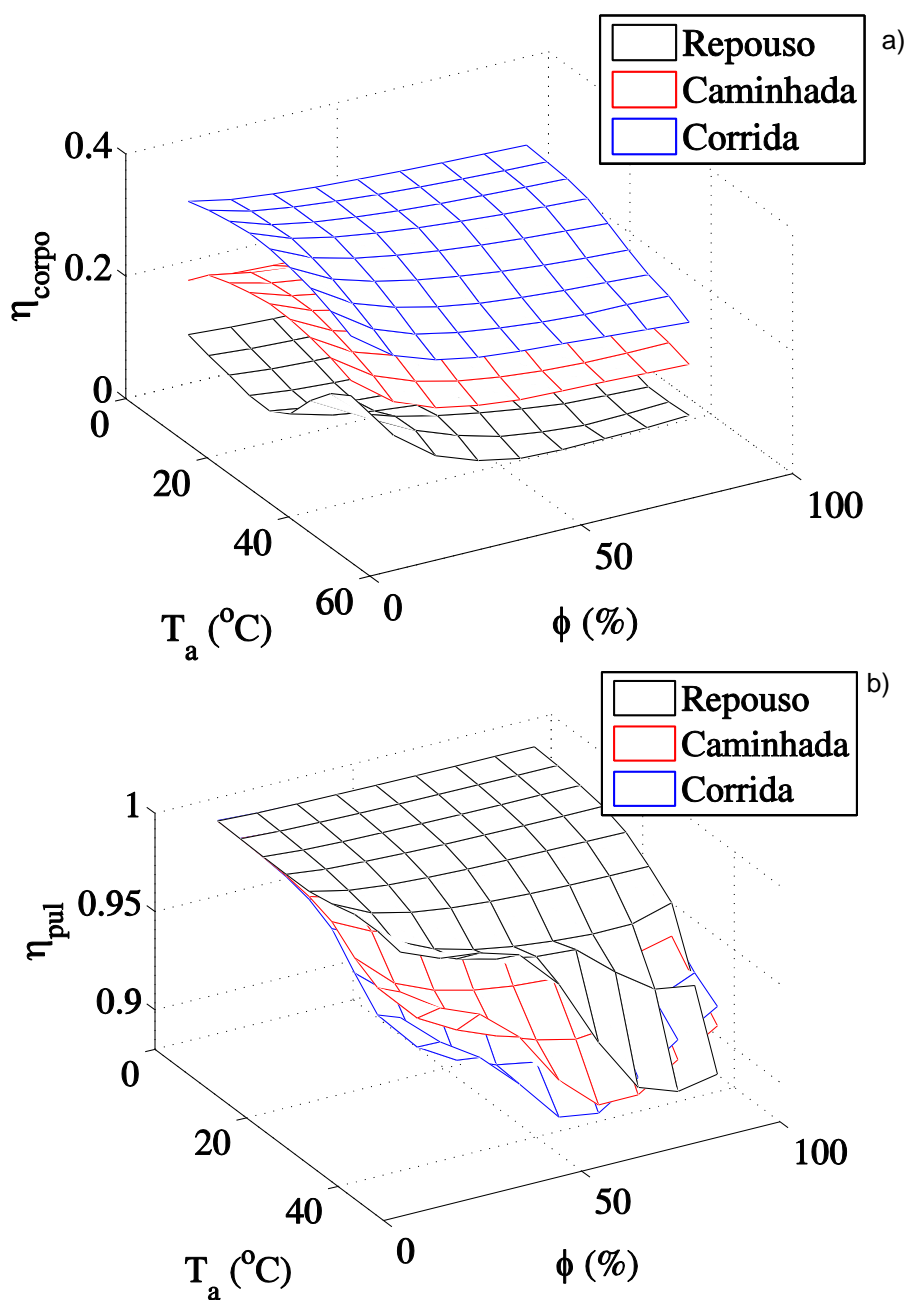 a)
Repouso
Caminhada
Corrida
0.4
0.2
0
η corpo
0
20
40
60
T a (°C)
0
50
100
ϕ (%)
b)
Repouso
Caminhada
Corrida
1
0.95
0.9
η pul
0
20
40
T a (°C)
0
50
100
ϕ (%)